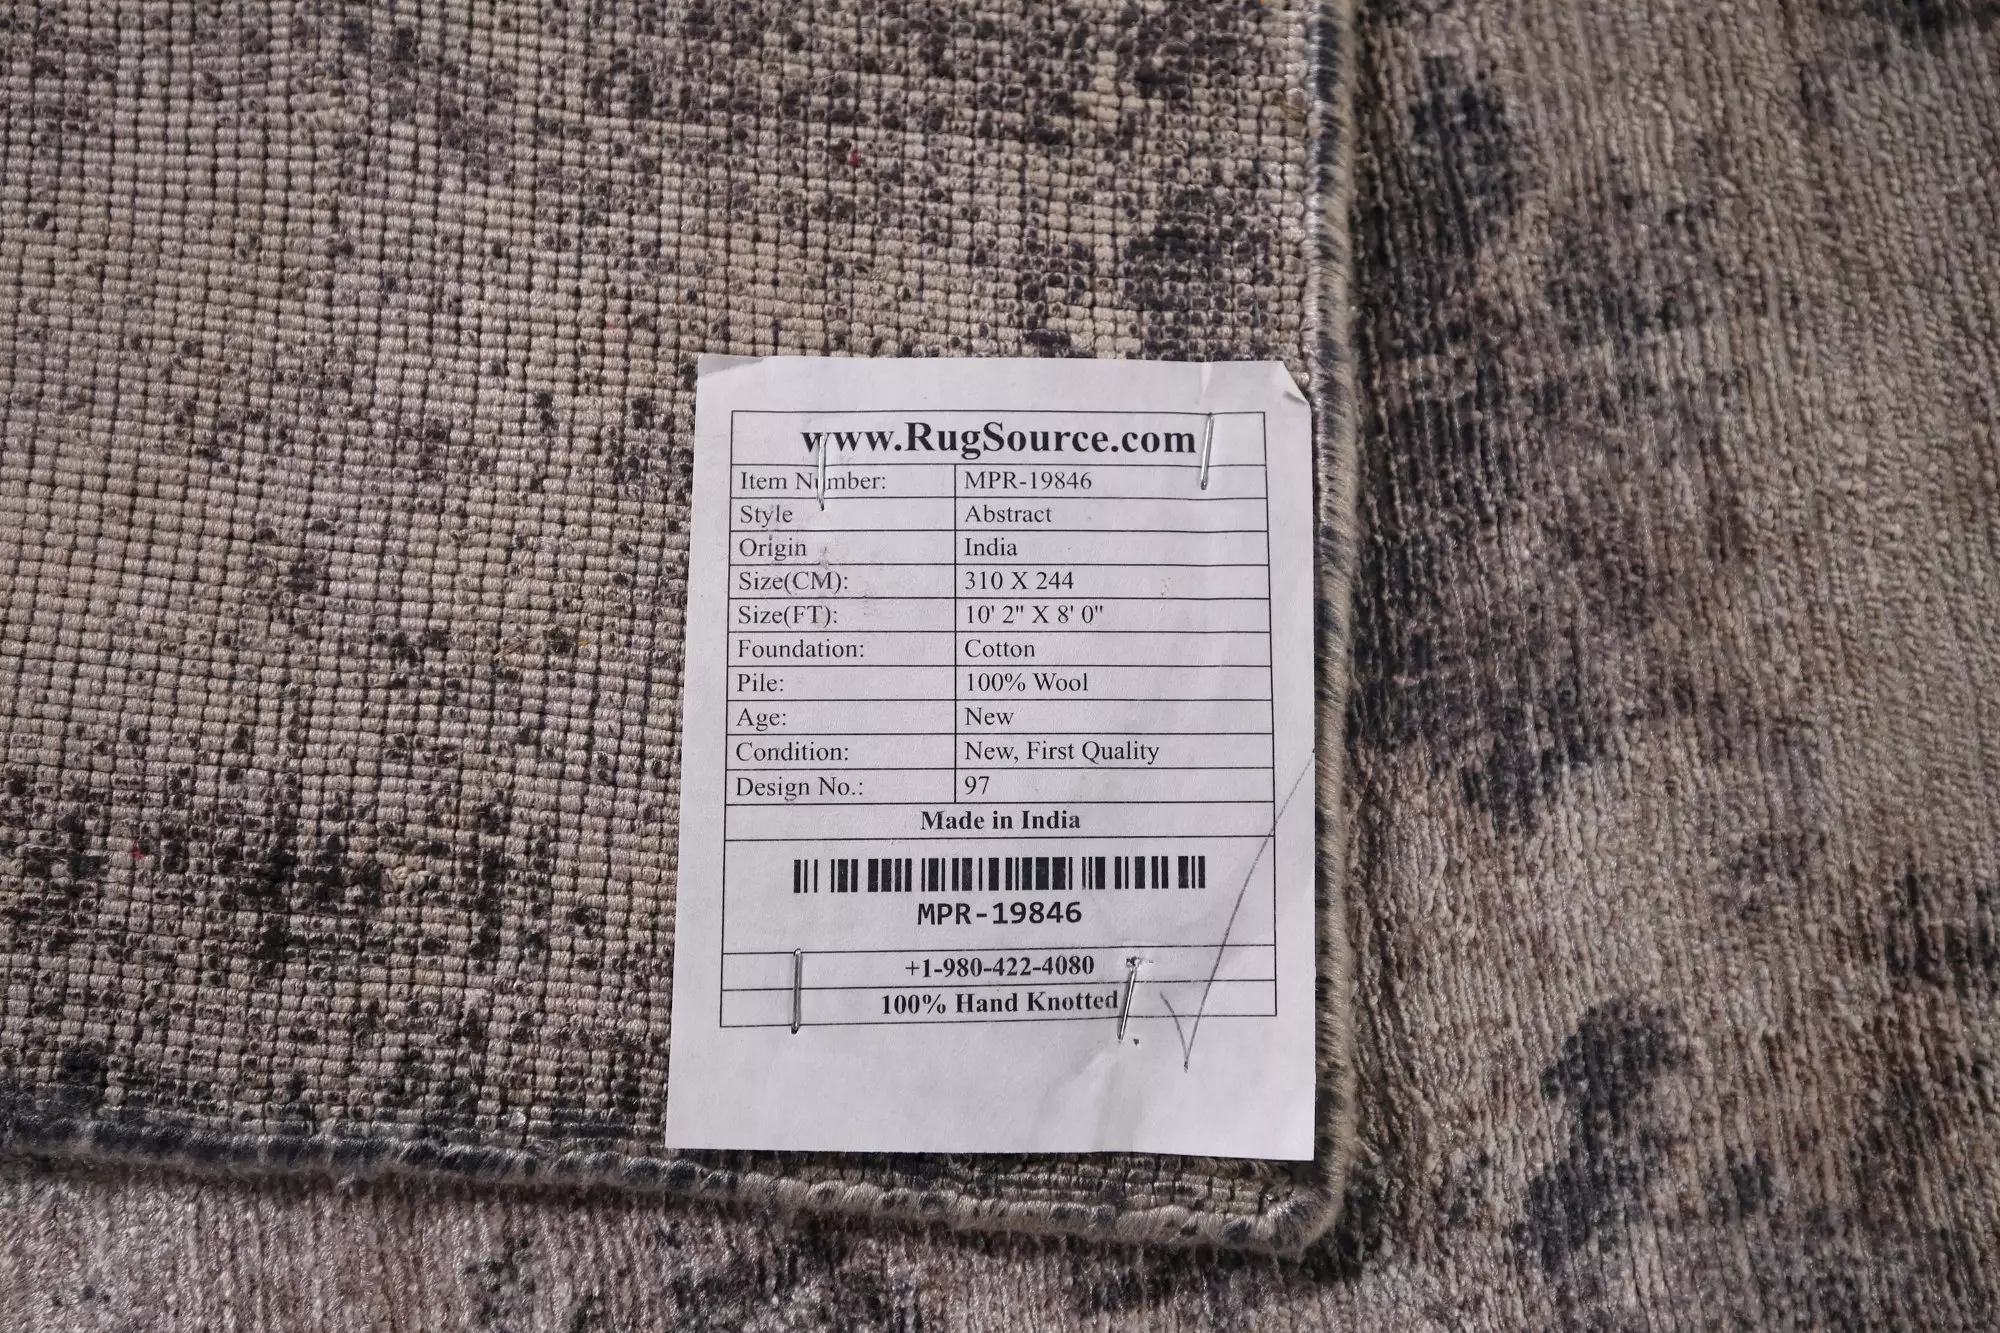 www.RugSource.com
Item Number: MPR-19846
Style Abstract
Origin India
Size(CM): 310 X 244
Size(FT): 10' 2" X 8' 0"
Foundation: Cotton
Pile: 100% Wool
Age: New
Condition: New, First Quality
Design No.: 97
Made in India
MPR-19846
+1-980-422-4080
100% Hand Knotted